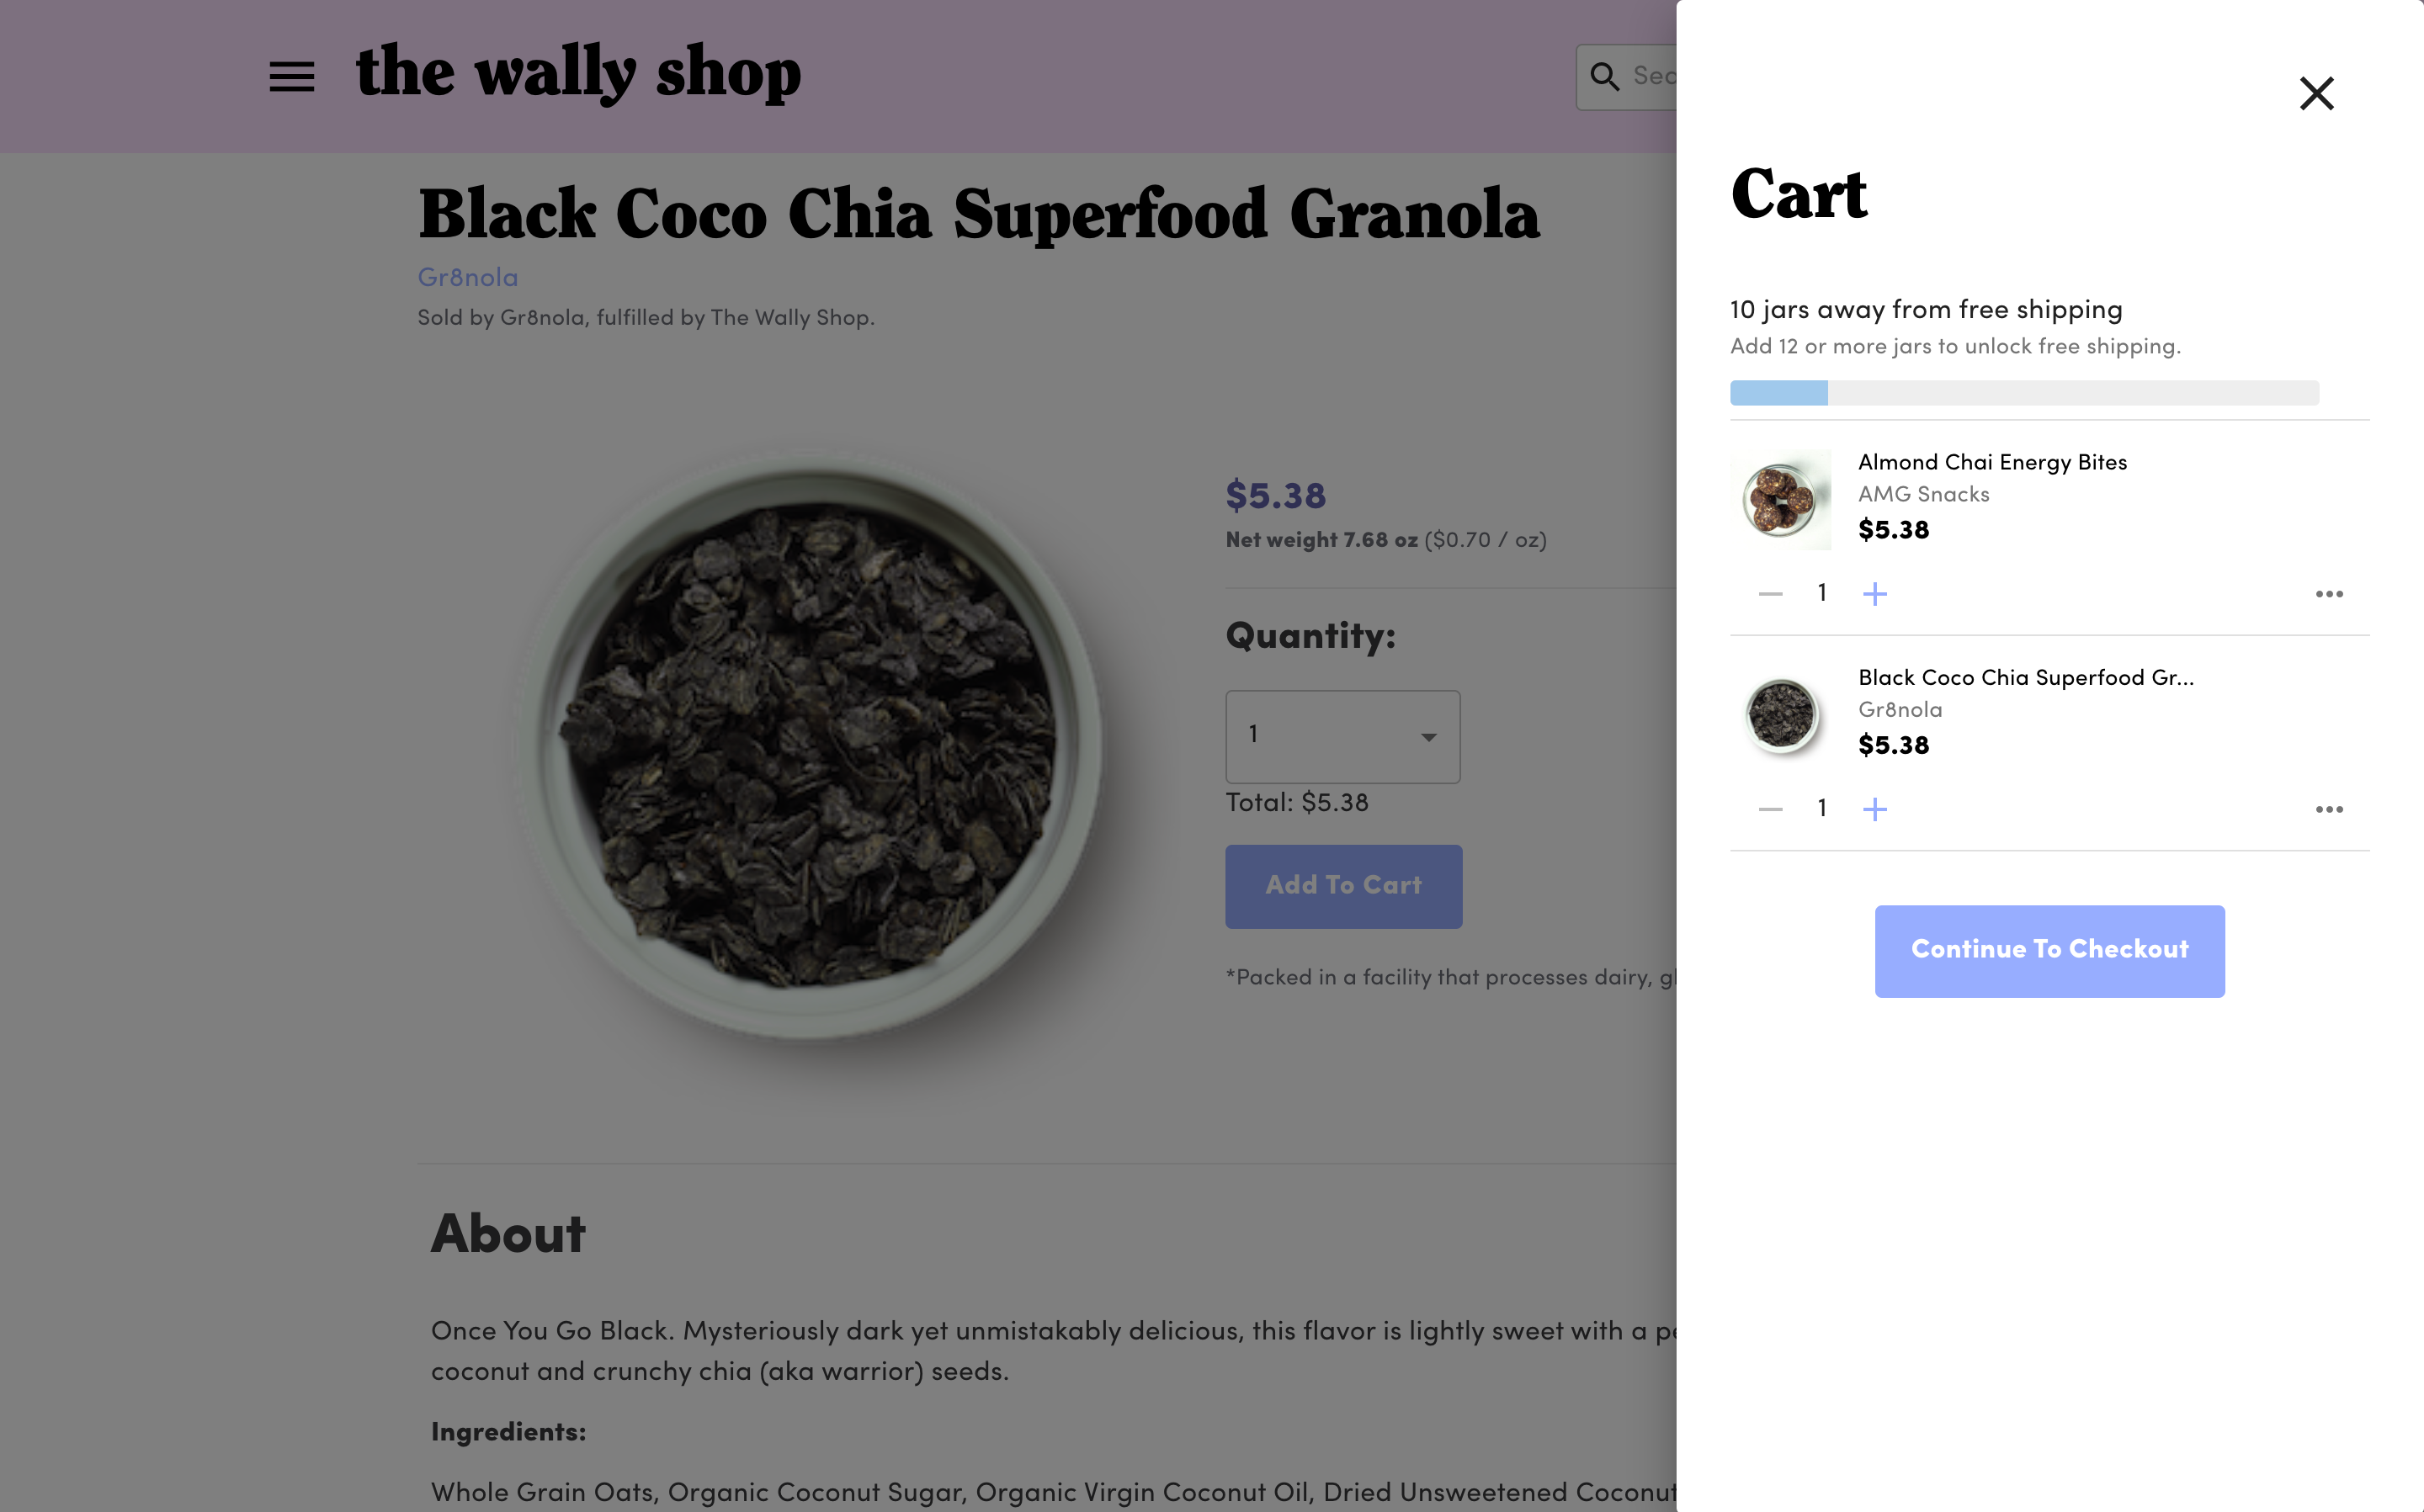 the wally shop
Black Coco Chia Superfood Granola
Gr8nola
Sold by Gr8nola, fulfilled by The Wally Shop.
$5.38
Net weight 7.68 oz ($0.70 / oz)
Quantity:
1
Total: $5.38
Add To Cart
*Packed in a facility that processes dairy,
About
Once You Go Black. Mysteriously dark yet unmistakably delicious, this flavor is lightly sweet with a
coconut and crunchy chia (aka warrior) seeds.
Ingredients:
Whole Grain Oats, Organic Coconut Sugar, Organic Virgin Coconut Oil, Dried Unsweetened Coconut
Cart
10 jars away from free shipping
Add 12 or more jars to unlock free shipping.
Almond Chai Energy Bites
AMG Snacks
$5.38
1
Black Coco Chia Superfood Gr...
Gr8nola
$5.38
1
Continue To Checkout